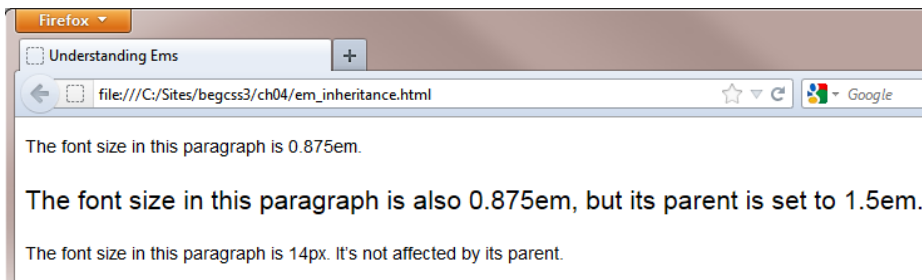 Firefox
Understanding Ems
file:///C:/Sites/begcss3/ch04/em_inheritance.html
Google
The font size in this paragraph is 0.875em.
The font size in this paragraph is also 0.875em, but its parent is set to 1.5em.
The font size in this paragraph is 14px. It’s not affected by its parent.